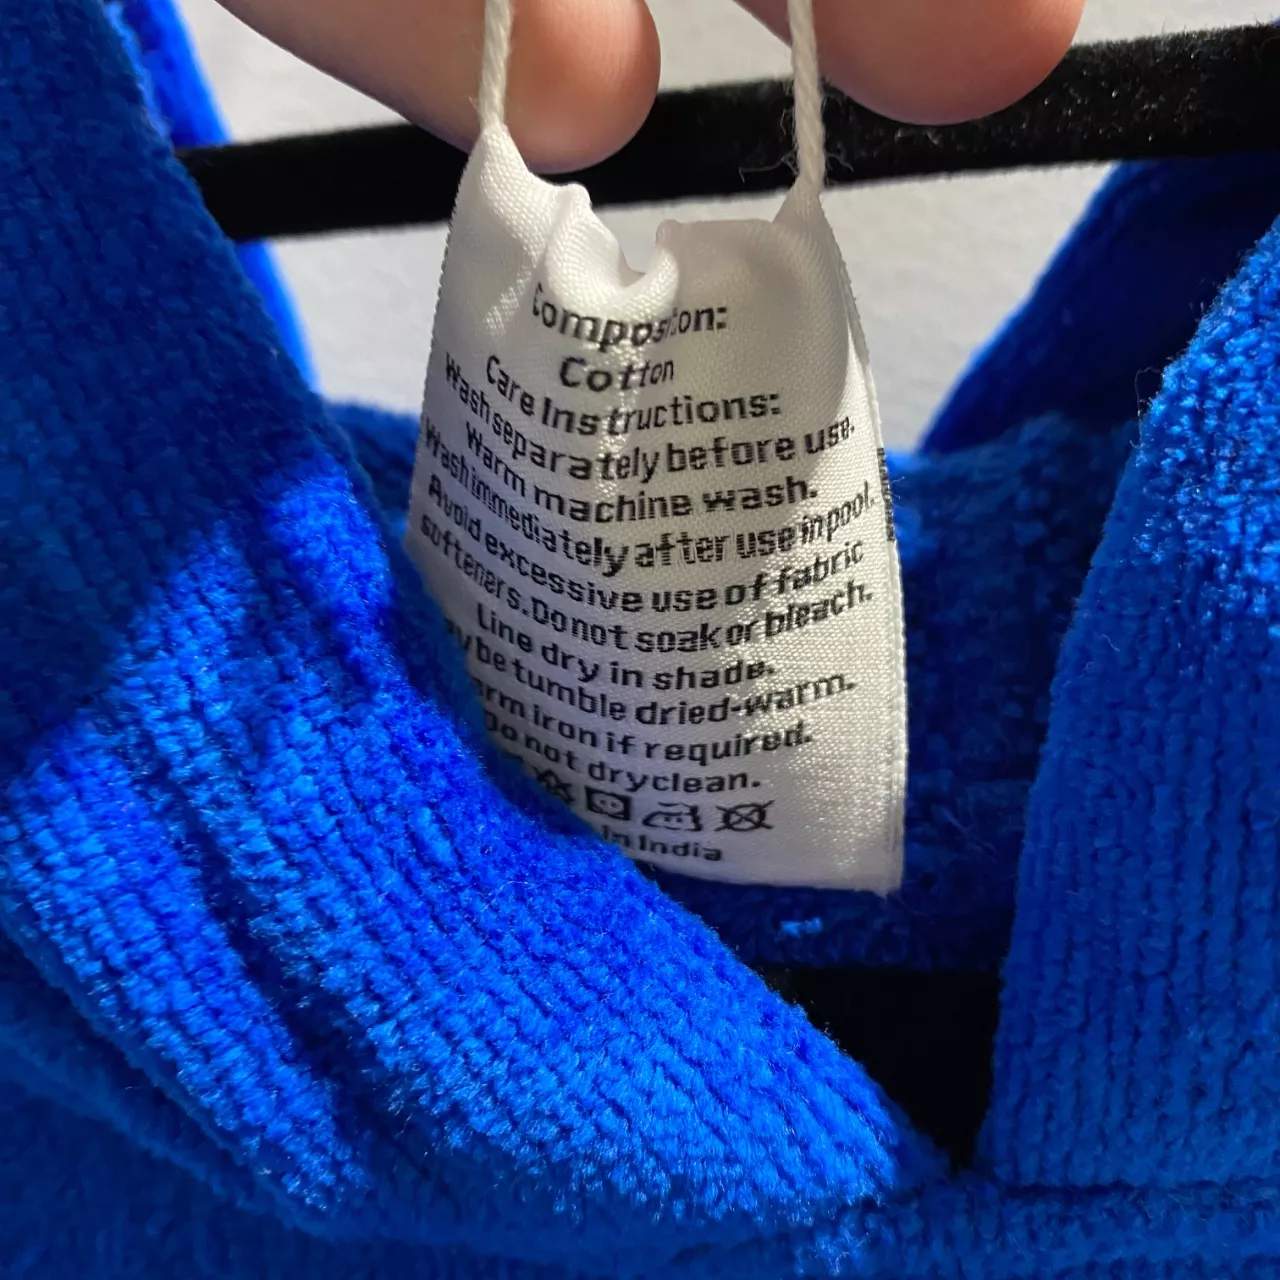 Composition:
Cotton
Care Instructions:
Wash separately before use.
Warm machine wash.
Wash immediately after use in pool.
Avoid excessive use of fabric
softeners. Do not soak or bleach.
Line dry in shade.
be tumble dried-warm.
iron if required.
Do not dryclean.
In India